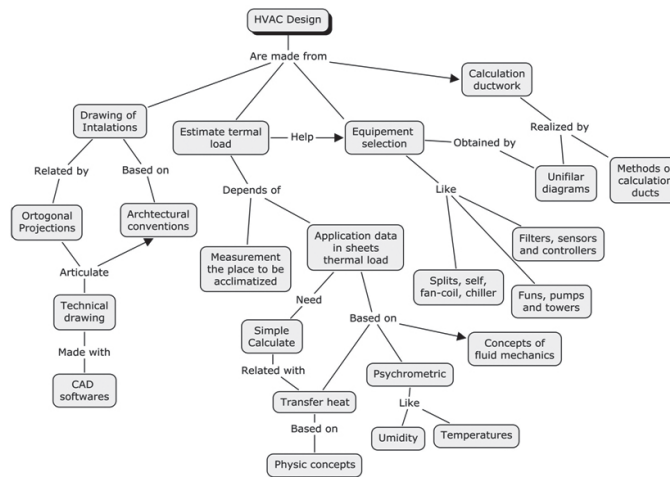 HVAC Design
Are made from
Calculation
ductwork
Drawing of
Intalations
Estimate termal
load
Help
Equipement
selection
Obtained by
Realized by
Related by
Based on
Depends of
Like
Unifilar
diagrams
Methods of
calculation
ducts
Ortogonal
Projections
Archtectural
conventions
Measurement
the place to be
acclimatized
Application data
in sheets
thermal load
Filters, sensors
and controllers
Articulate
Splits, self,
fan-coil, chiller
Funs, pumps
and towers
Technical
drawing
Need
Based on
Simple
Calculate
Concepts of
fluid mechanics
Made with
Related with
Psychrometric
CAD
softwares
Transfer heat
Like
Based on
Umidity
Temperatures
Physic concepts